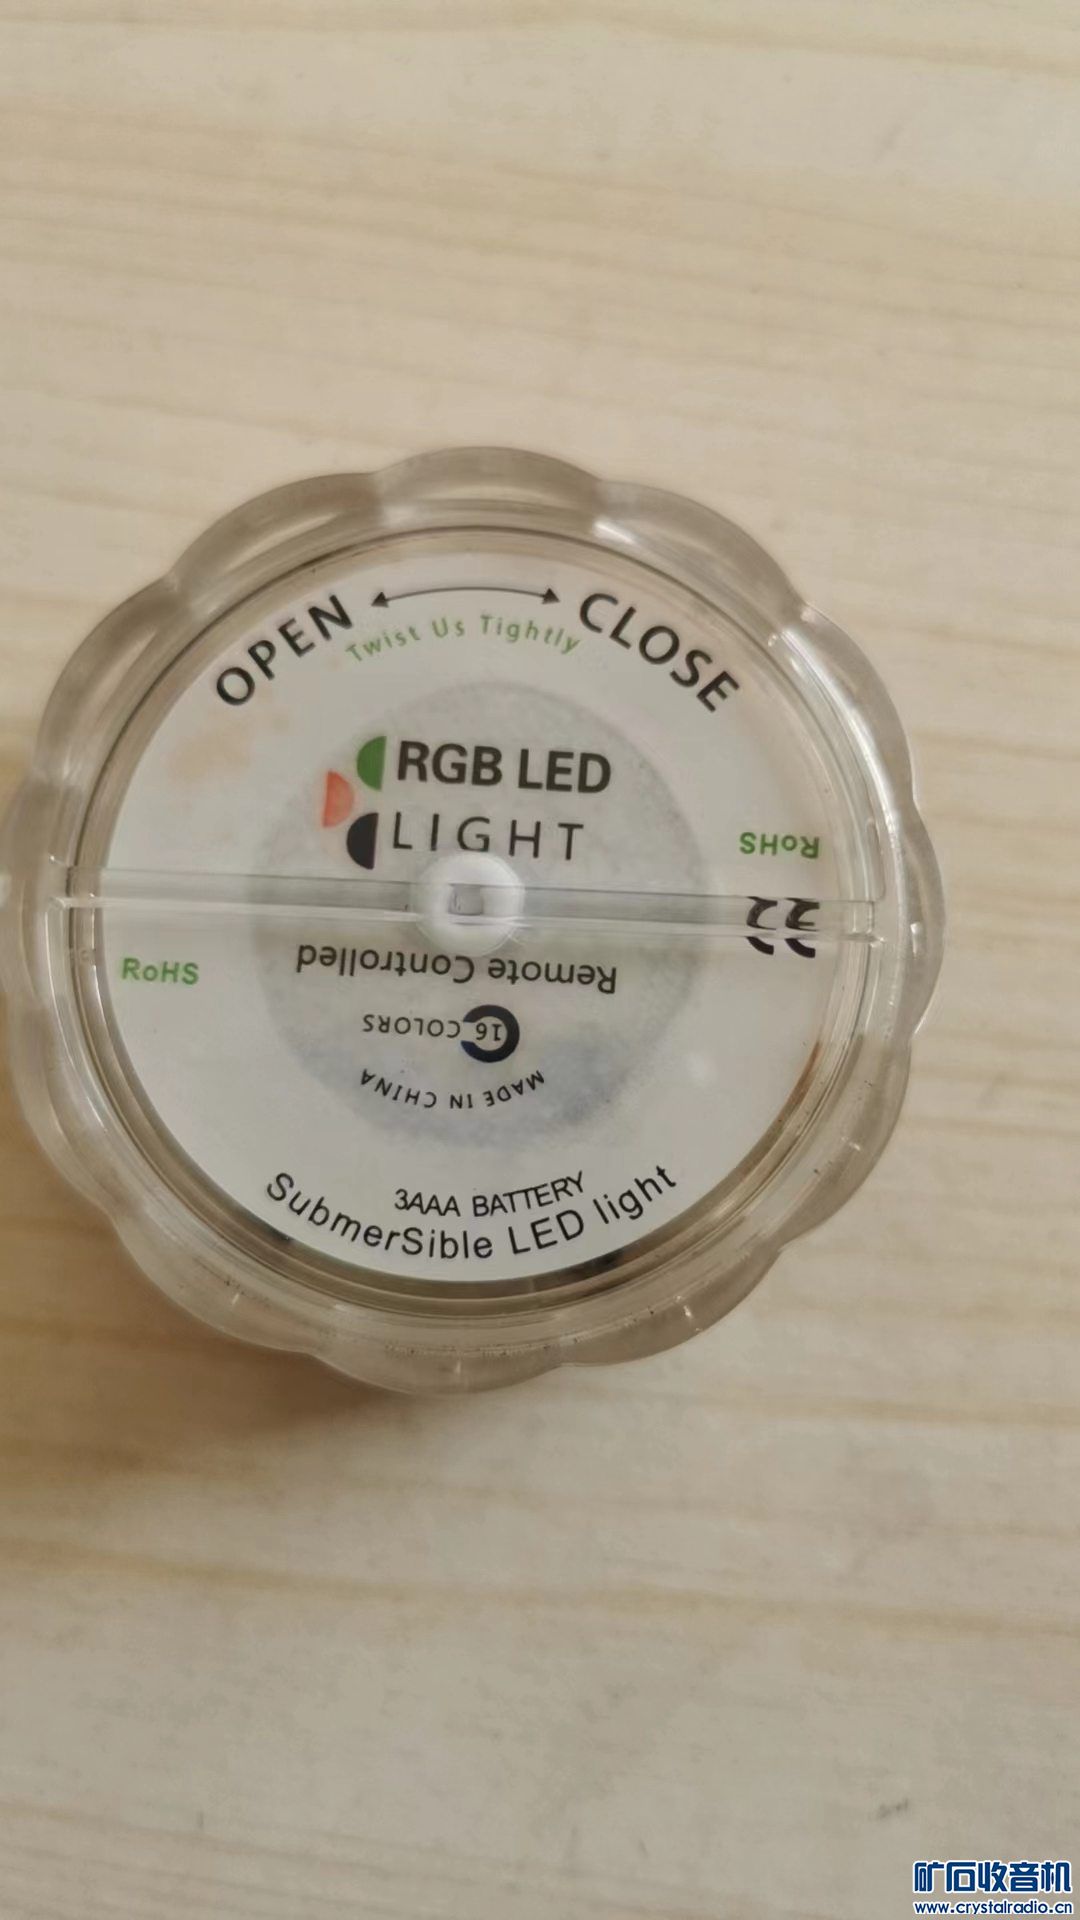 OPEN
CLOSE
Twist Us Tightly
RGB LED
LIGHT
RoHS
RoHS
Remote Controlled
16 COLORS
MADE IN CHINA
3AAA BATTERY
SubmerSible LED light
矿石收音机
www.crystalradio.cn